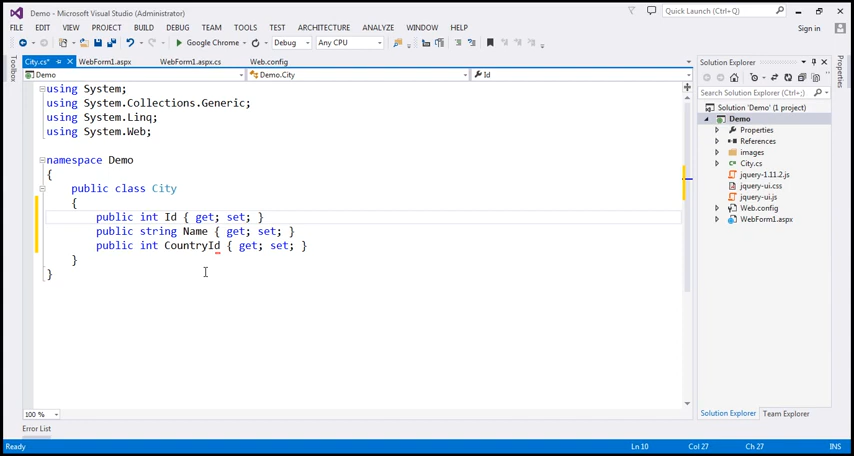 Demo - Microsoft Visual Studio (Administrator)
Quick Launch (Ctrl+Q)
FILE EDIT VIEW PROJECT BUILD DEBUG TEAM TOOLS TEST ARCHITECTURE ANALYZE WINDOW HELP
Sign in
Google Chrome Debug Any CPU
Toolbox
City.cs* WebForm1.aspx WebForm1.aspx.cs Web.config
Demo Demo.City Id
using System;
using System.Collections.Generic;
using System.Linq;
using System.Web;
namespace Demo
{
public class City
{
public int Id { get; set; }
public string Name { get; set; }
public int CountryId { get; set; }
}
}
100 %
Solution Explorer
Search Solution Explorer (Ctrl+;)
Solution 'Demo' (1 project)
Demo
Properties
References
images
City.cs
jquery-1.11.2.js
jquery-ui.css
jquery-ui.js
Web.config
WebForm1.aspx
Solution Explorer Team Explorer
Properties
Error List
Ready Ln 10 Col 27 Ch 27 INS